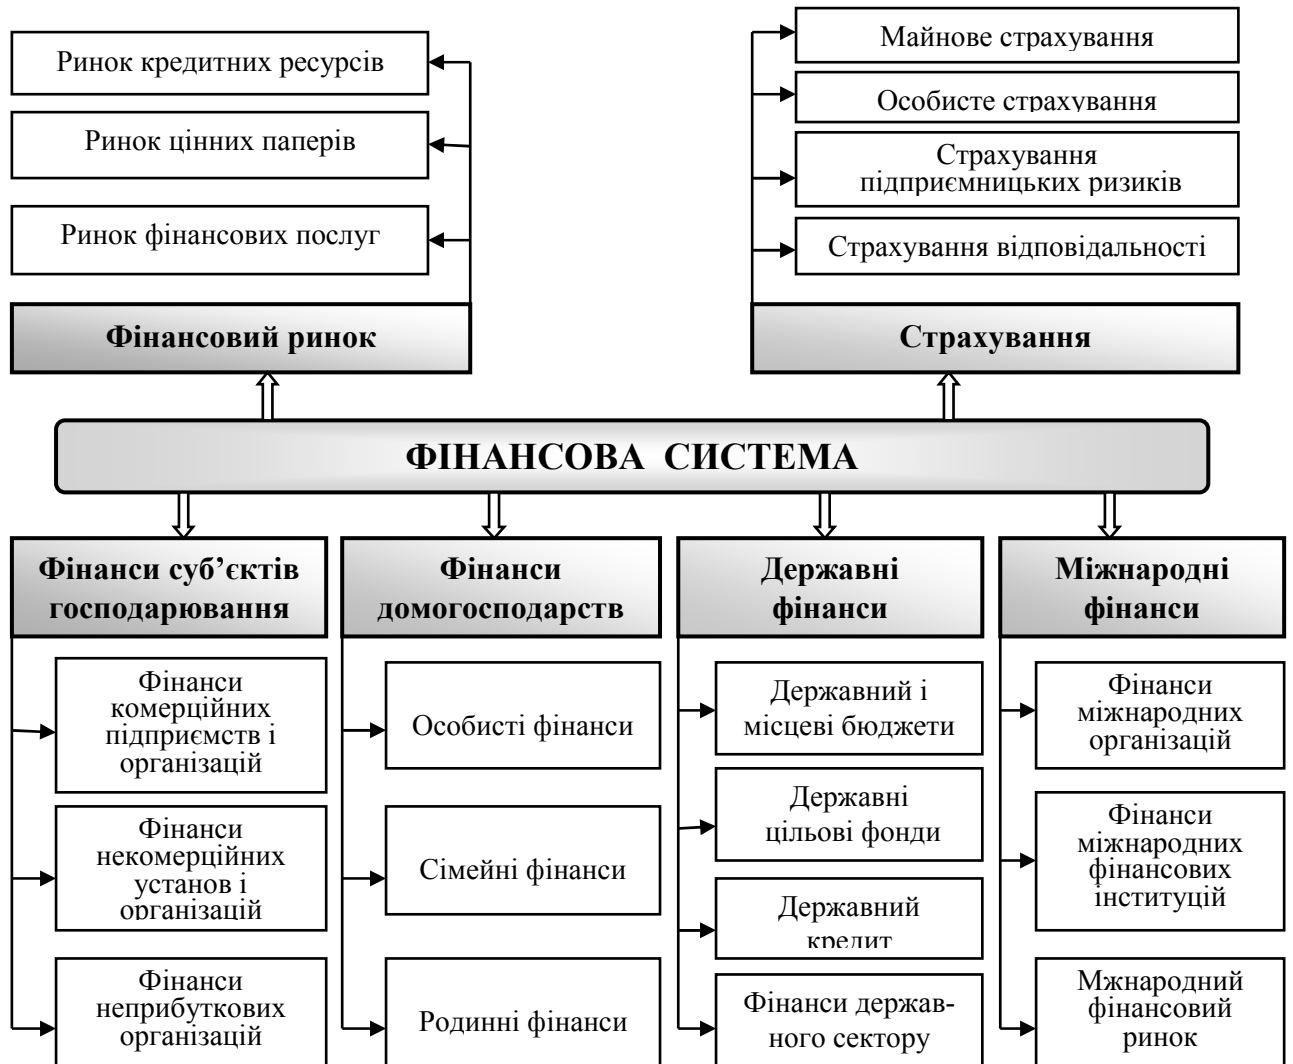 Ринок кредитних ресурсів
Ринок цінних паперів
Ринок фінансових послуг
Фінансовий ринок
Майнове страхування
Особисте страхування
Страхування
підприємницьких ризиків
Страхування відповідальності
Страхування
ФІНАНСОВА СИСТЕМА
Фінанси суб’єктів
господарювання
Фінанси
комерційних
підприємств і
організацій
Фінанси
некомерційних
установ і
організацій
Фінанси
неприбуткових
організацій
Фінанси
домогосподарств
Особисті фінанси
Сімейні фінанси
Родинні фінанси
Державні
фінанси
Державний і
місцеві бюджети
Державні
цільові фонди
Державний
кредит
Фінанси держав-
ного сектору
Міжнародні
фінанси
Фінанси
міжнародних
організацій
Фінанси
міжнародних
фінансових
інституцій
Мжнародний
фінансовий
ринок